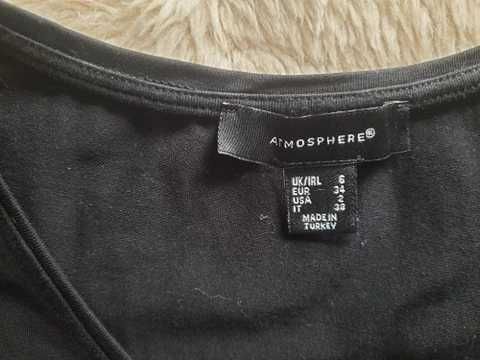 ATMOSPHERE®
UK/IRL 6
EUR 34
USA 2
IT 38
MADE IN
TURKEY